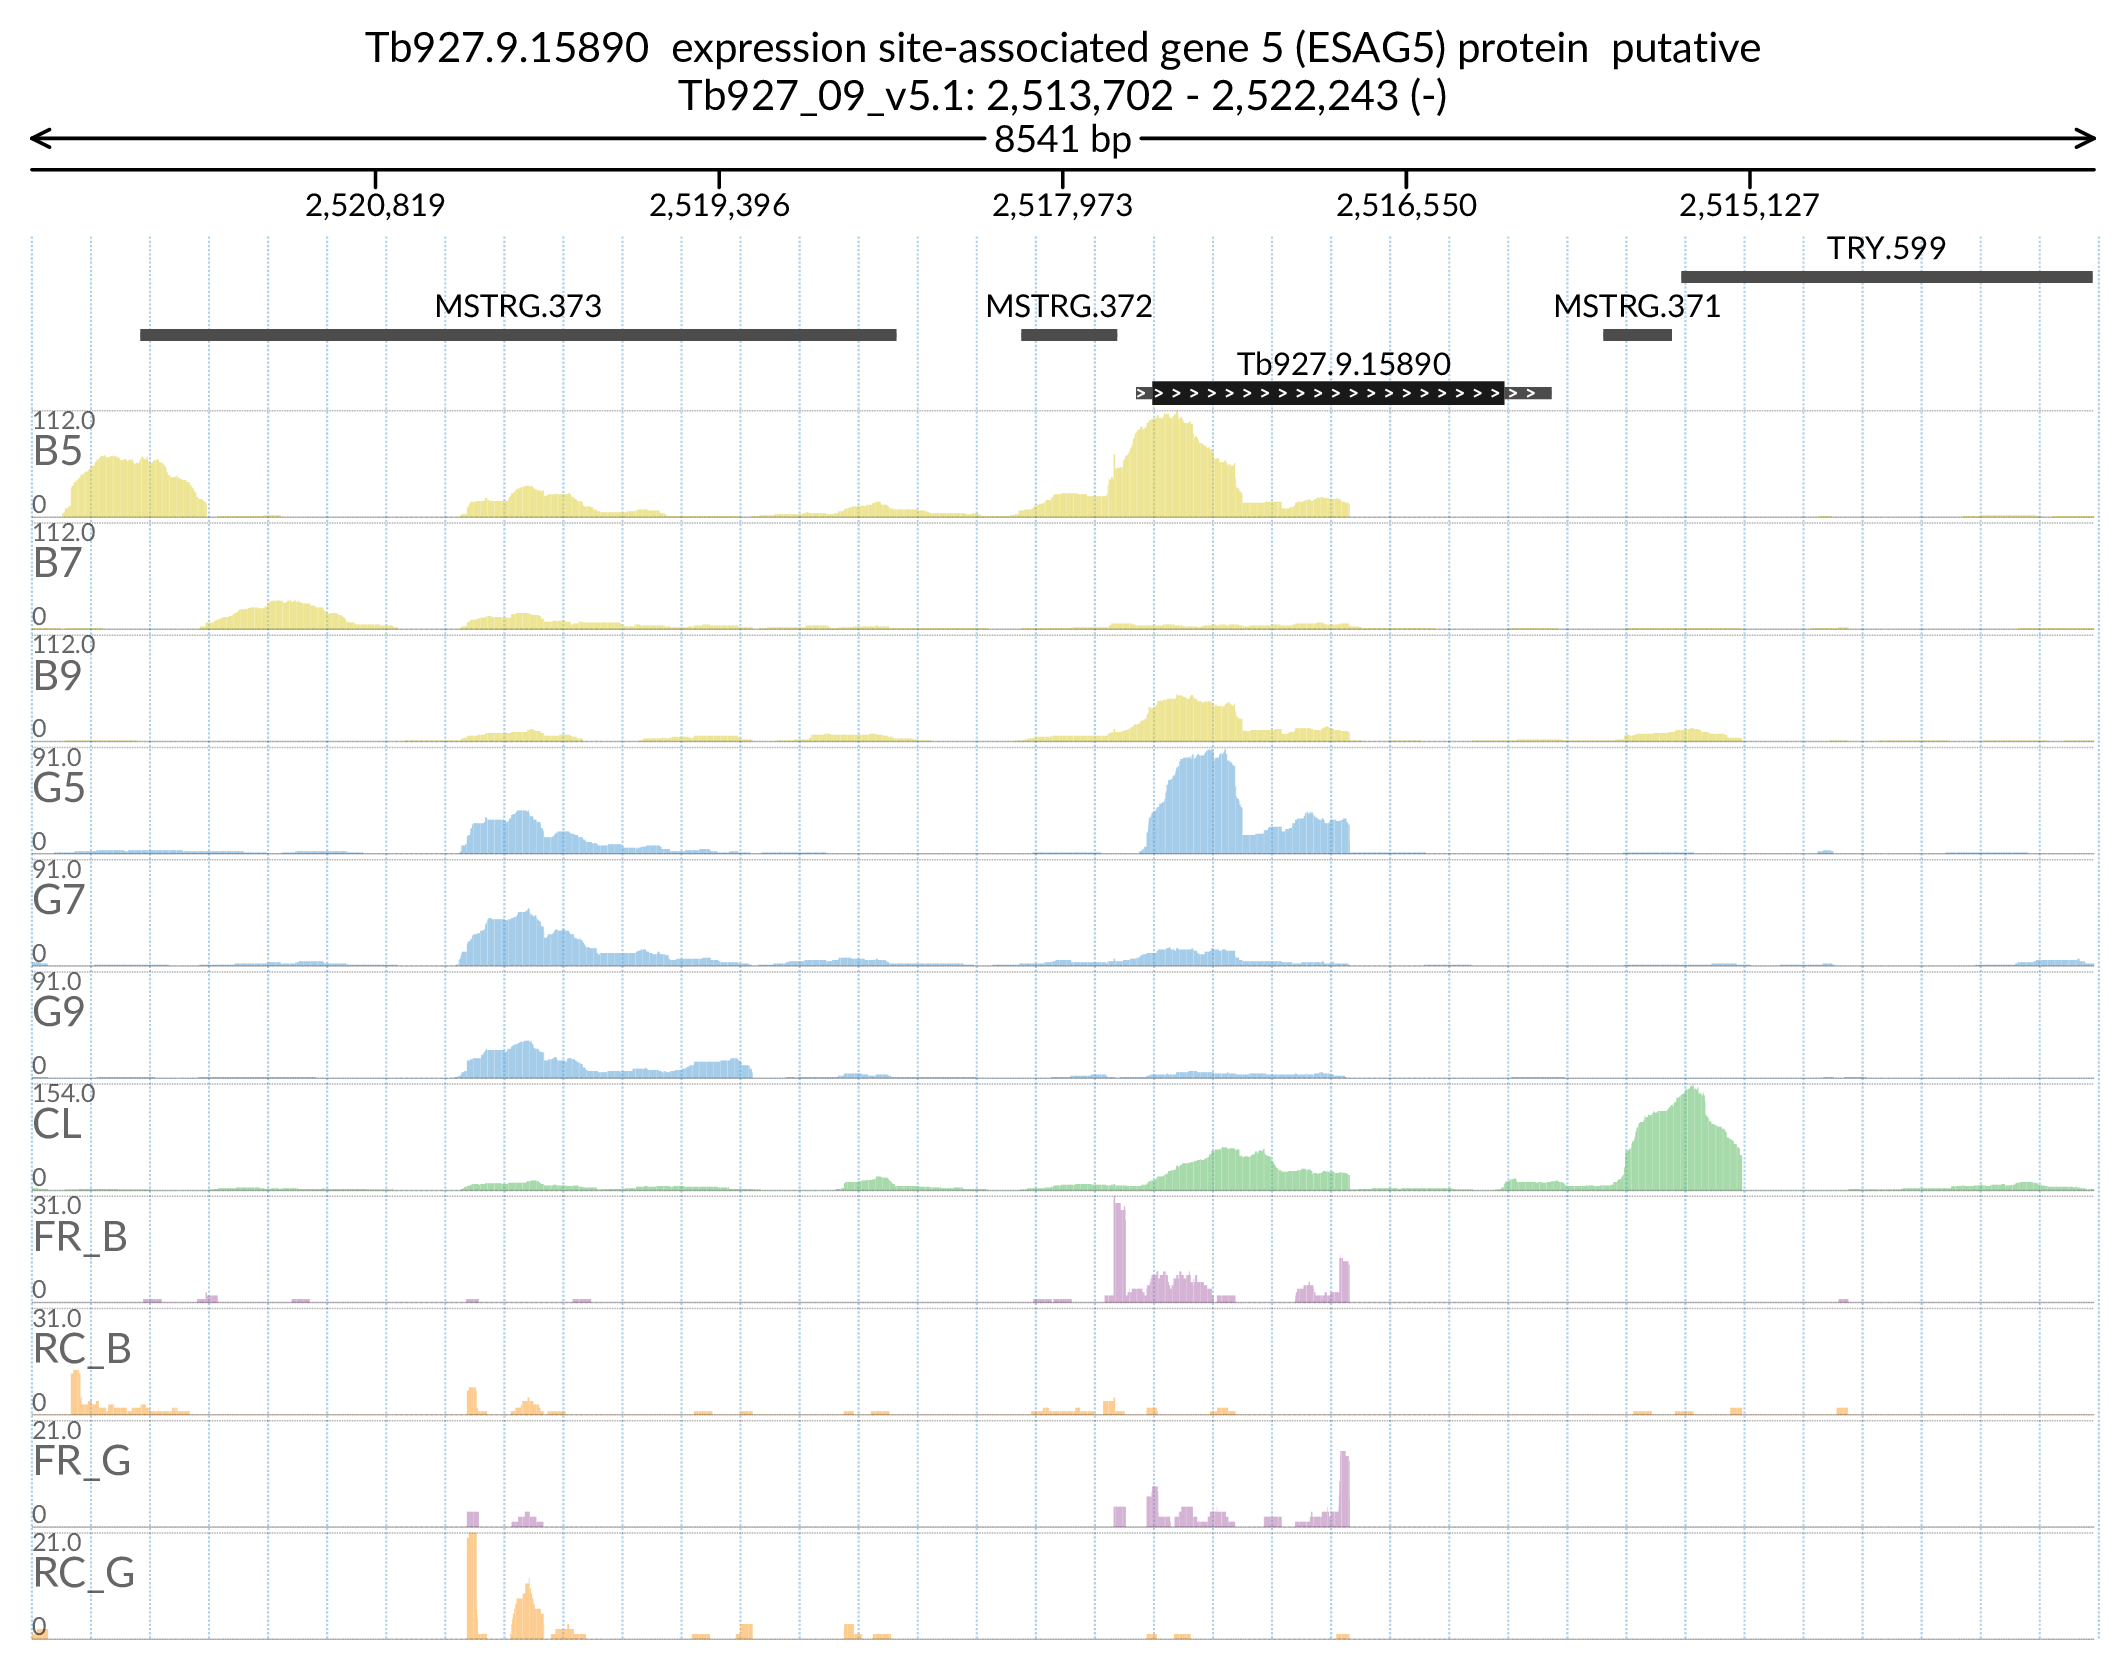 Tb927.9.15890  expression site-associated gene 5 (ESAG5) protein  putative
Tb927_09_v5.1: 2,513,702 - 2,522,243 (-)
8541 bp
2,520,819 2,519,396 2,517,973 2,516,550 2,515,127
TRY.599
MSTRG.373 MSTRG.372 MSTRG.371
Tb927.9.15890
112.0
B5
0
112.0
B7
0
112.0
B9
0
91.0
G5
0
91.0
G7
0
91.0
G9
0
154.0
CL
0
31.0
FR_B
0
31.0
RC_B
0
21.0
FR_G
0
21.0
RC_G
0